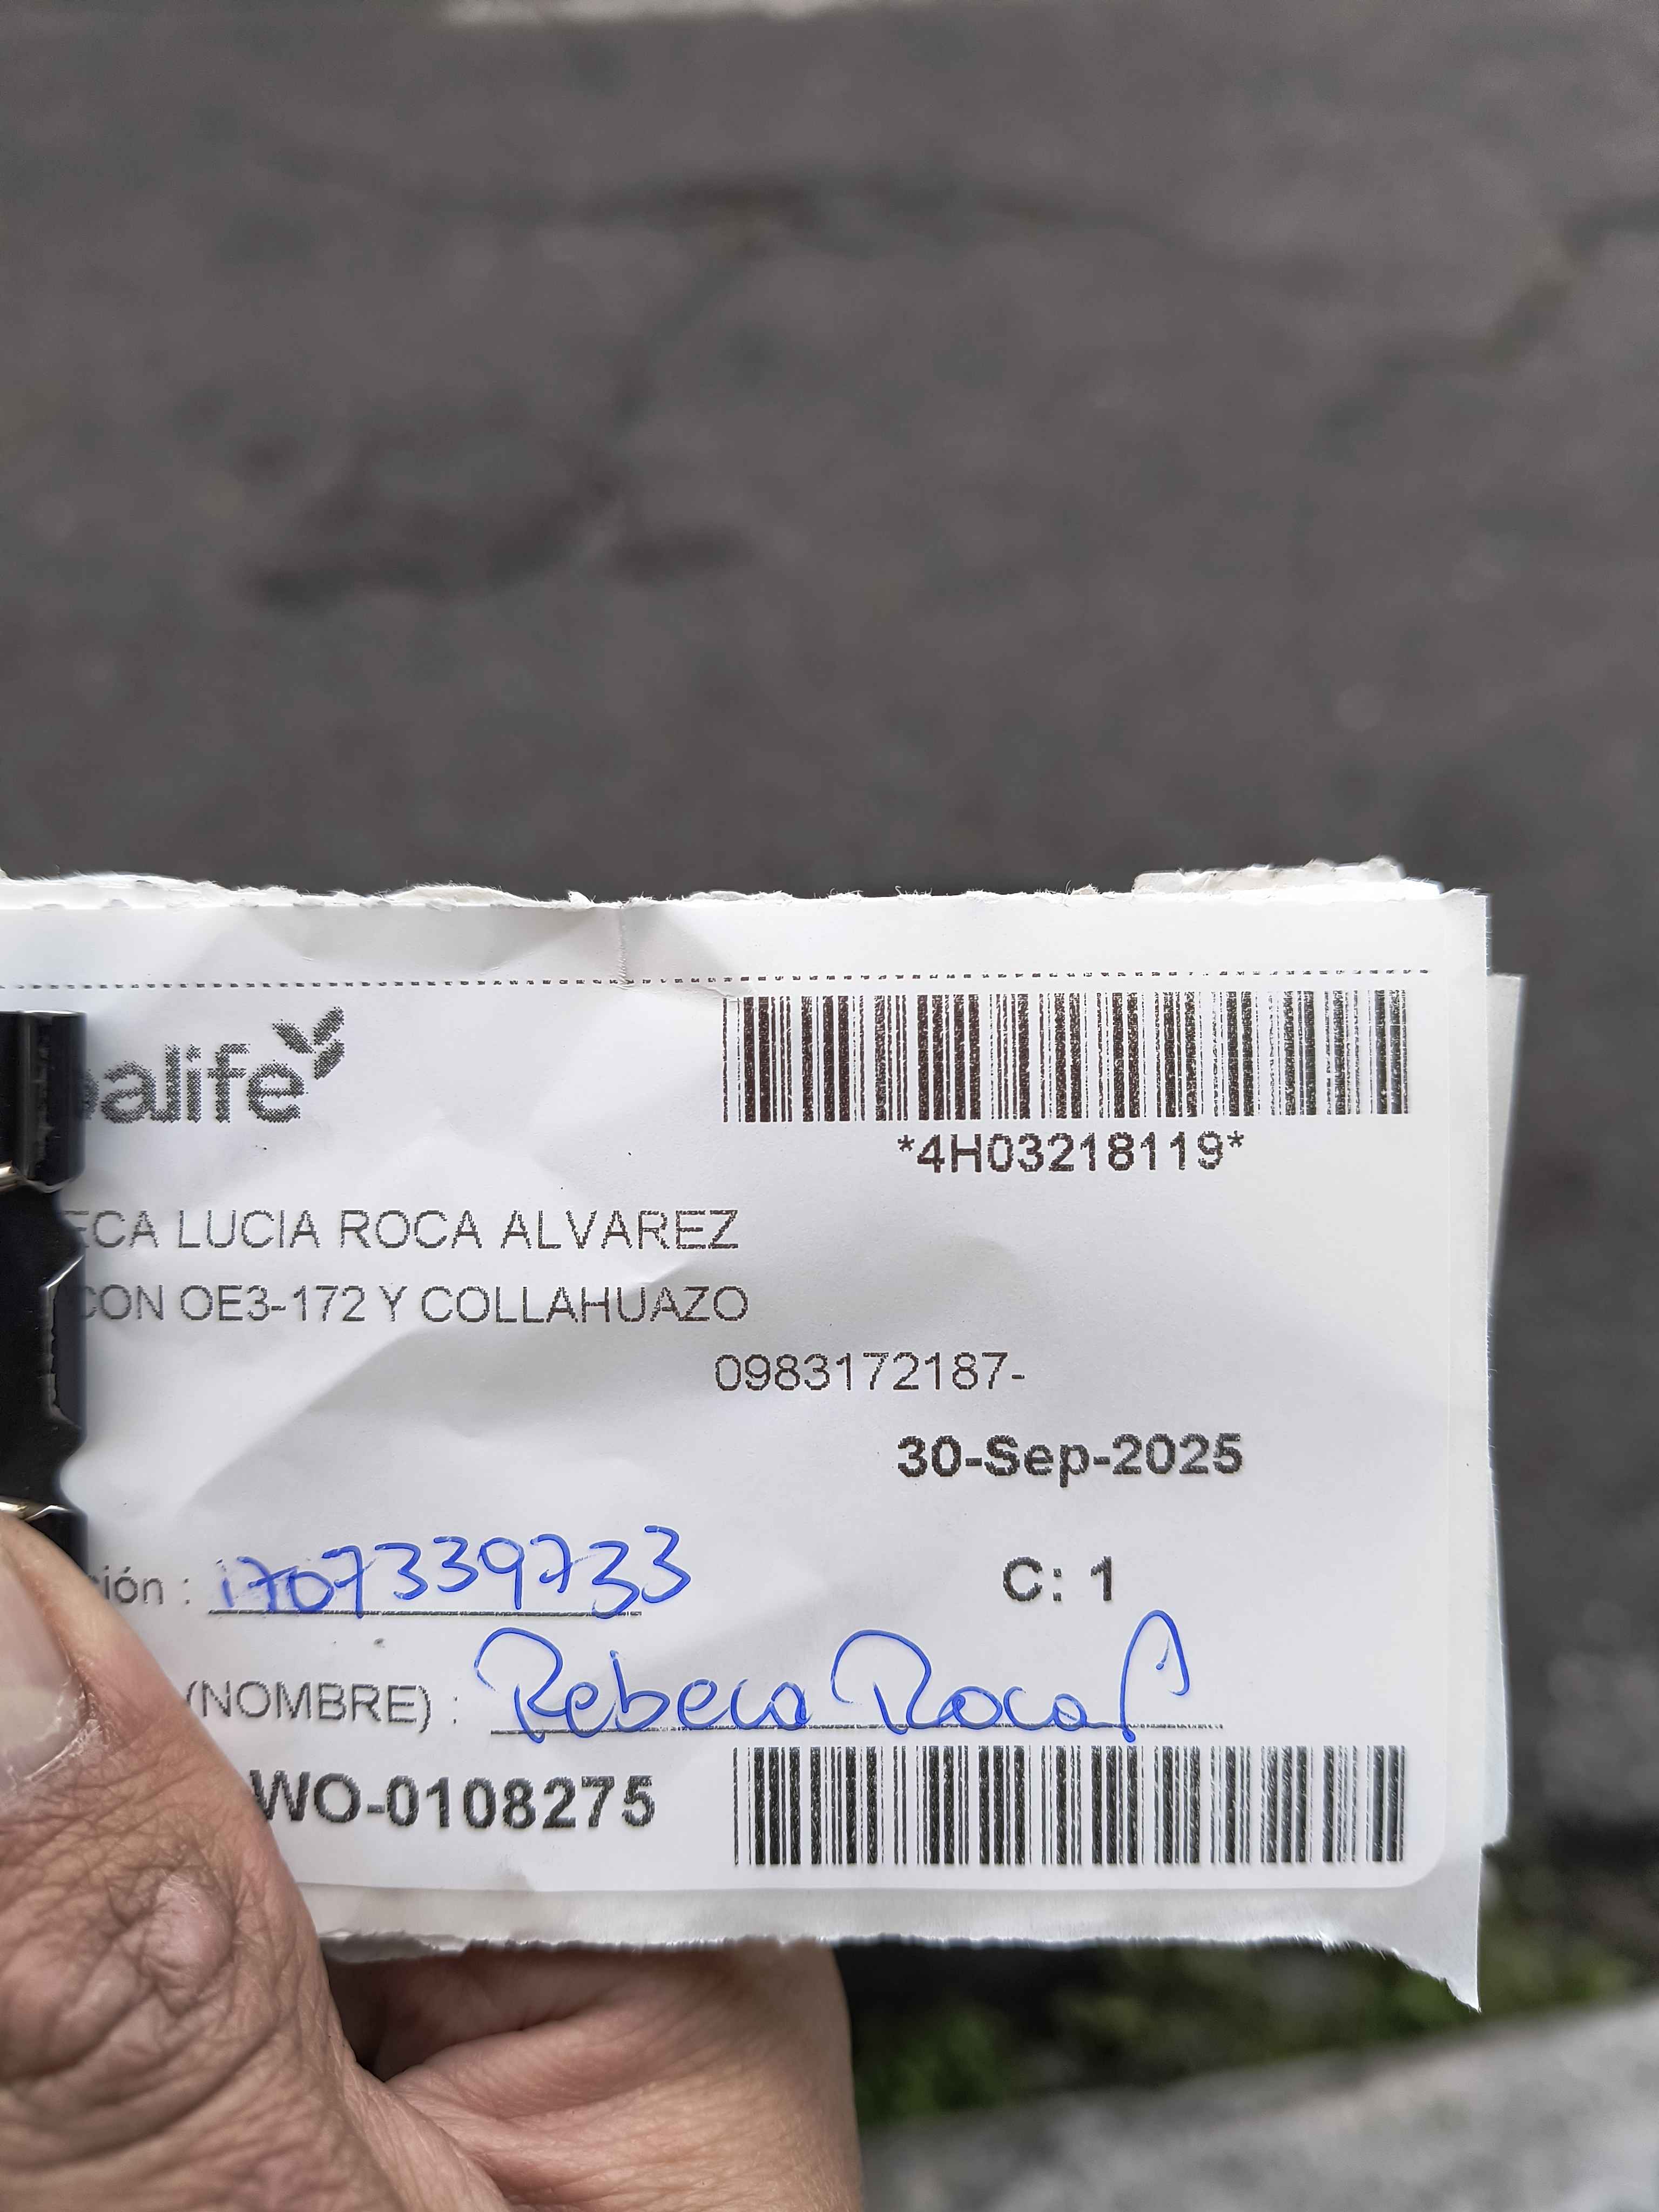 alife
*4H03218119*
ECA LUCIA ROCA ALVAREZ
CON OE3-172 Y COLLAHUAZO
0983172187-
30-Sep-2025
ción : 1707339733
C: 1
(NOMBRE) : Rebeca Roca
WO-0108275